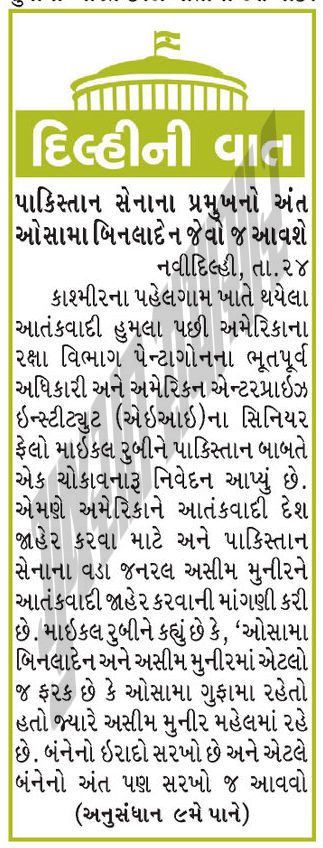 દિલ્હીની વાત
પાકિસ્તાન સેનાના પ્રમુખનો અંત
ઓસામા બિનલાદેન જેવો જ આવશે
નવીદિલ્હી, તા.૨૪
કાશ્મીરના પહેલગામ ખાતે થયેલા
આતંકવાદી હુમલા પછી અમેરિકાના
રક્ષા વિભાગ પેન્ટાગોનના ભૂતપૂર્વ
અધિકારી અને અમેરિકન એન્ટરપ્રાઇઝ
ઇન્સ્ટીટ્યુટ (એઇઆઇ)ના સિનિયર
ફેલો માઈકલ રુબીને પાકિસ્તાન બાબતે
એક ચોકાવનારૂ નિવેદન આપ્યું છે.
એમણે અમેરિકાને આતંકવાદી દેશ
જાહેર કરવા માટે અને પાકિસ્તાન
સેનાના વડા જનરલ અસીમ મુનીરને
આતંકવાદી જાહેર કરવાની માંગણી કરી
છે. માઇકલ રુબીને કહ્યું છે કે, ‘ઓસામા
બિનલાદેન અને અસીમ મુનીરમાં એટલો
જ ફરક છે કે ઓસામા ગુફામા રહેતો
હતો જ્યારે અસીમ મુનીર મહેલમાં રહે
છે. બંનેનો ઇરાદો સરખો છે અને એટલે
બંનેનો અંત પણ સરખો જ આવવો
(અનુસંધાન ૯મે પાને)